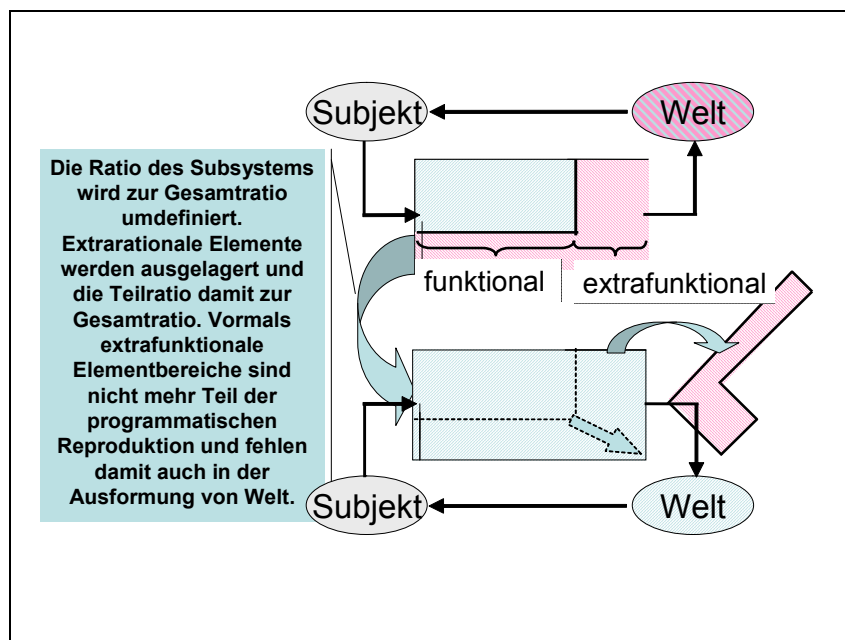 Subjekt
Welt
Die Ratio des Subsystems
wird zur Gesamtratio
umdefiniert.
Extrarationale Elemente
werden ausgelagert und
die Teilratio damit zur
Gesamtratio. Vormals
extrafunktionale
Elementbereiche sind
nicht mehr Teil der
programmatischen
Reproduktion und fehlen
damit auch in der
Ausformung von Welt.
funktional
extrafunktional
Subjekt
Welt